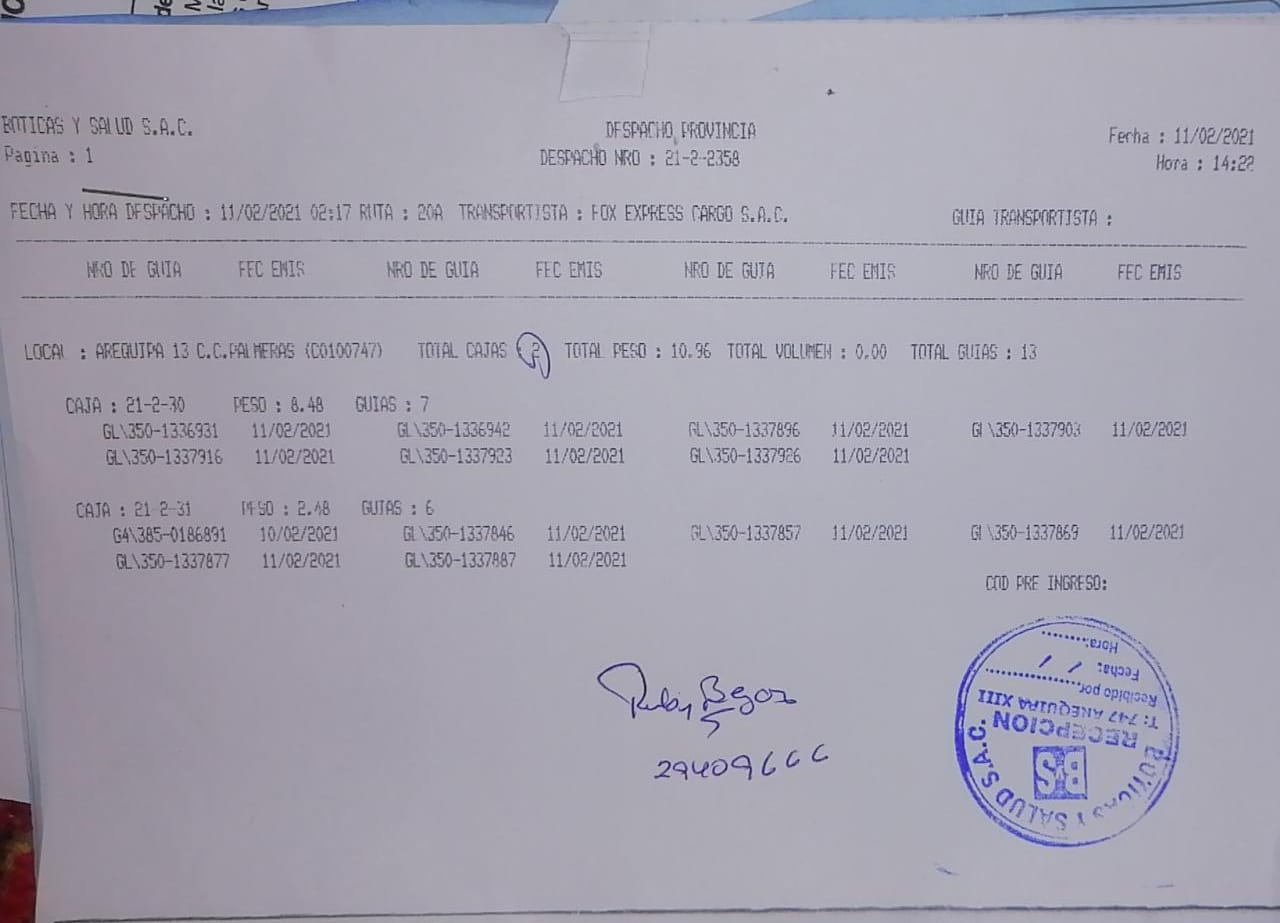 BOTICAS Y SALUD S.A.C.
DESPACHO PROVINCIA
Fecha : 11/02/2021
Pagina : 1
DESPACHO NRO : 21-2-2358
Hora : 14:22
FECHA Y HORA DESPACHO : 11/02/2021 02:17 RUTA : 20A TRANSPORTISTA : FOX EXPRESS CARGO S.A.C.
GUIA TRANSPORTISTA :
NRO DE GUIA FEC EMIS NRO DE GUIA FEC EMIS NRO DE GUIA FEC EMIS NRO DE GUIA FEC EMIS
LOCAL : AREQUIPA 13 C.C.PALMERAS (C0100747) TOTAL CAJAS : 2 TOTAL PESO : 10.96 TOTAL VOLUMEN : 0.00 TOTAL GUIAS : 13
CAJA : 21-2-30 PESO : 8.48 GUIAS : 7
GL\350-1336931 11/02/2021 GL\350-1336942 11/02/2021 GL\350-1337896 11/02/2021 GL\350-1337903 11/02/2021
GL\350-1337916 11/02/2021 GL\350-1337923 11/02/2021 GL\350-1337926 11/02/2021
CAJA : 21-2-31 PESO : 2.48 GUIAS : 6
G4\385-0186891 10/02/2021 GL\350-1337846 11/02/2021 GL\350-1337857 11/02/2021 GL\350-1337869 11/02/2021
GL\350-1337877 11/02/2021 GL\350-1337887 11/02/2021
COD PRE INGRESO:
29409666
BOTICAS Y SALUD S.A.C.
BS
RECEPCION
T: 747 AREQUIPA XIII
Recibido por:
Fecha: / /
Hora: